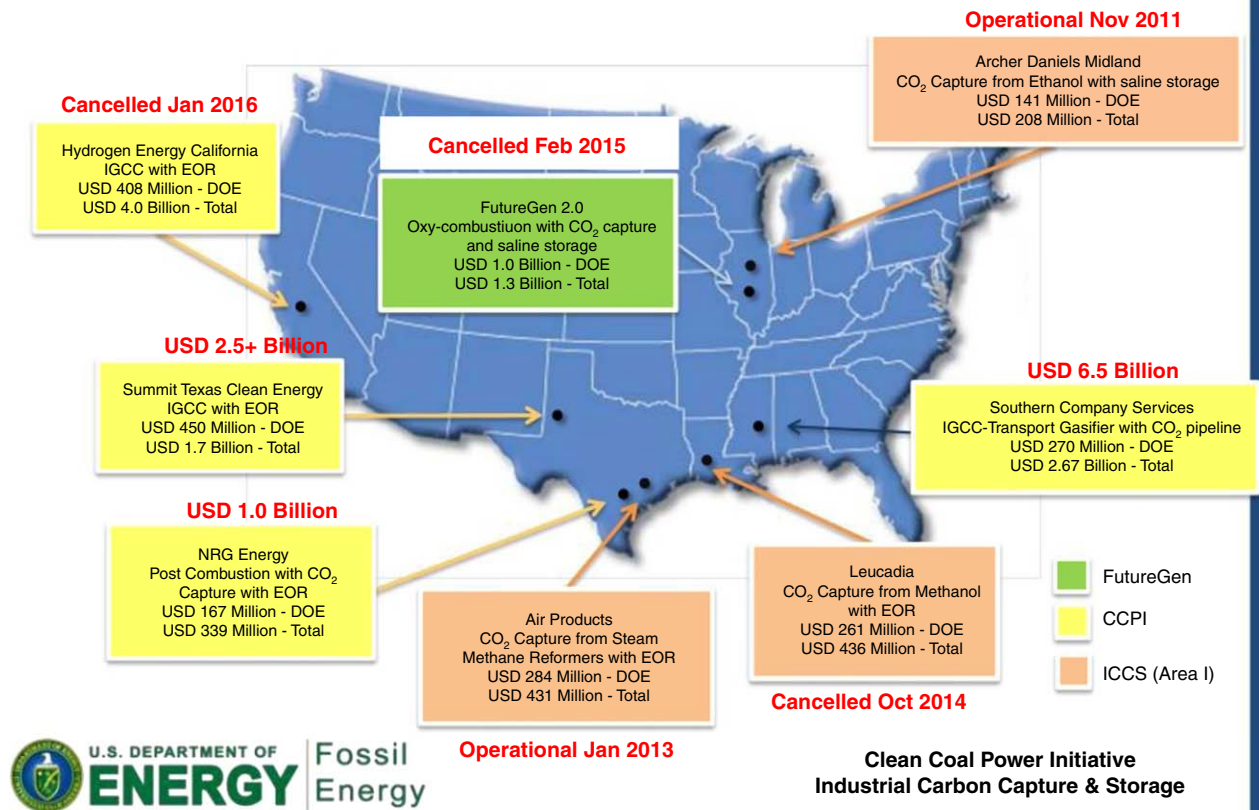 Operational Nov 2011
Archer Daniels Midland
CO₂ Capture from Ethanol with saline storage
USD 141 Million - DOE
USD 208 Million - Total
Cancelled Jan 2016
Hydrogen Energy California
IGCC with EOR
USD 408 Million - DOE
USD 4.0 Billion - Total
Cancelled Feb 2015
FutureGen 2.0
Oxy-combustiuon with CO₂ capture
and saline storage
USD 1.0 Billion - DOE
USD 1.3 Billion - Total
USD 2.5+ Billion
Summit Texas Clean Energy
IGCC with EOR
USD 450 Million - DOE
USD 1.7 Billion - Total
USD 6.5 Billion
Southern Company Services
IGCC-Transport Gasifier with CO₂ pipeline
USD 270 Million - DOE
USD 2.67 Billion - Total
USD 1.0 Billion
NRG Energy
Post Combustion with CO₂
Capture with EOR
USD 167 Million - DOE
USD 339 Million - Total
Air Products
CO₂ Capture from Steam
Methane Reformers with EOR
USD 284 Million - DOE
USD 431 Million - Total
Operational Jan 2013
Leucadia
CO₂ Capture from Methanol
with EOR
USD 261 Million - DOE
USD 436 Million - Total
Cancelled Oct 2014
FutureGen
CCPI
ICCS (Area I)
U.S. DEPARTMENT OF
ENERGY
Fossil
Energy
Clean Coal Power Initiative
Industrial Carbon Capture & Storage